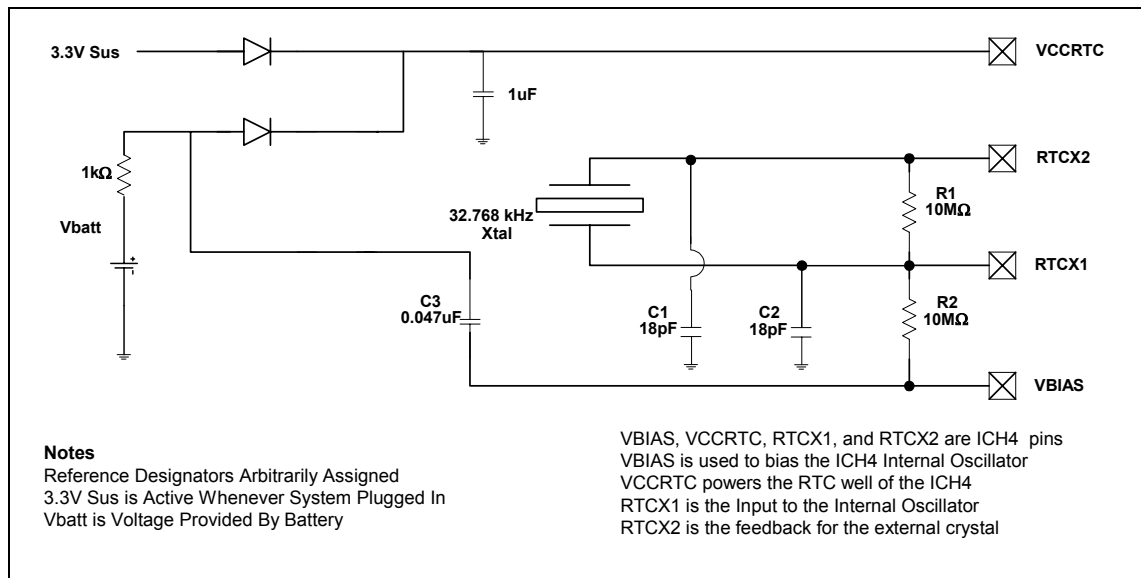 3.3V Sus
VCCRTC
1uF
1kΩ
RTCX2
Vbatt
32.768 kHz
Xtal
R1
10MΩ
RTCX1
C3
0.047uF
C1
18pF
C2
18pF
R2
10MΩ
VBIAS
Notes
Reference Designators Arbitrarily Assigned
3.3V Sus is Active Whenever System Plugged In
Vbatt is Voltage Provided By Battery
VBIAS, VCCRTC, RTCX1, and RTCX2 are ICH4 pins
VBIAS is used to bias the ICH4 Internal Oscillator
VCCRTC powers the RTC well of the ICH4
RTCX1 is the Input to the Internal Oscillator
RTCX2 is the feedback for the external crystal